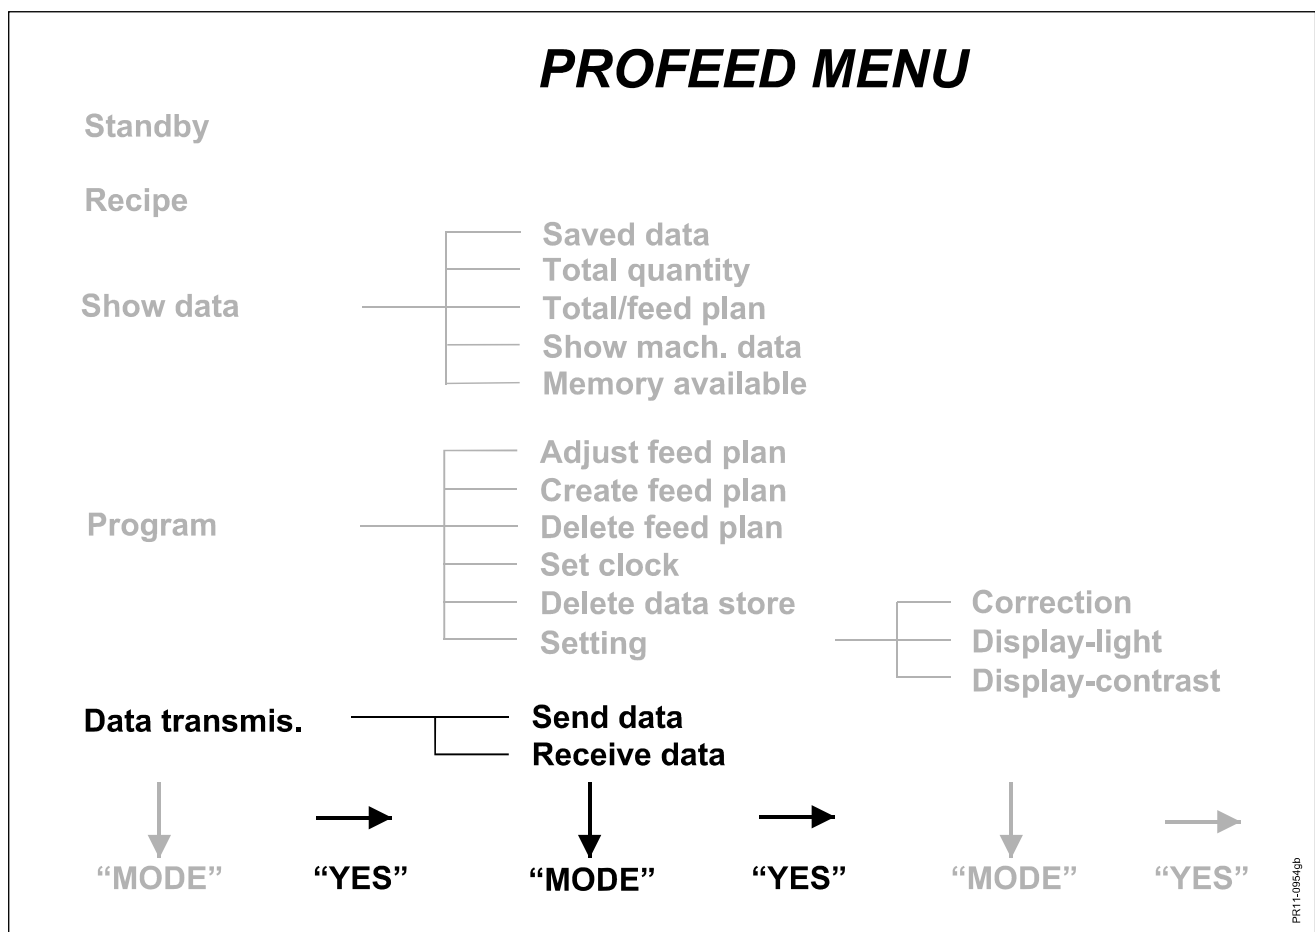 PROFEED MENU
Standby
Recipe
Show data
Saved data
Total quantity
Total/feed plan
Show mach. data
Memory available
Program
Adjust feed plan
Create feed plan
Delete feed plan
Set clock
Delete data store
Setting
Correction
Display-light
Display-contrast
Data transmis.
Send data
Receive data
“MODE” “YES” “MODE” “YES” “MODE” “YES”
PR11-0954gb